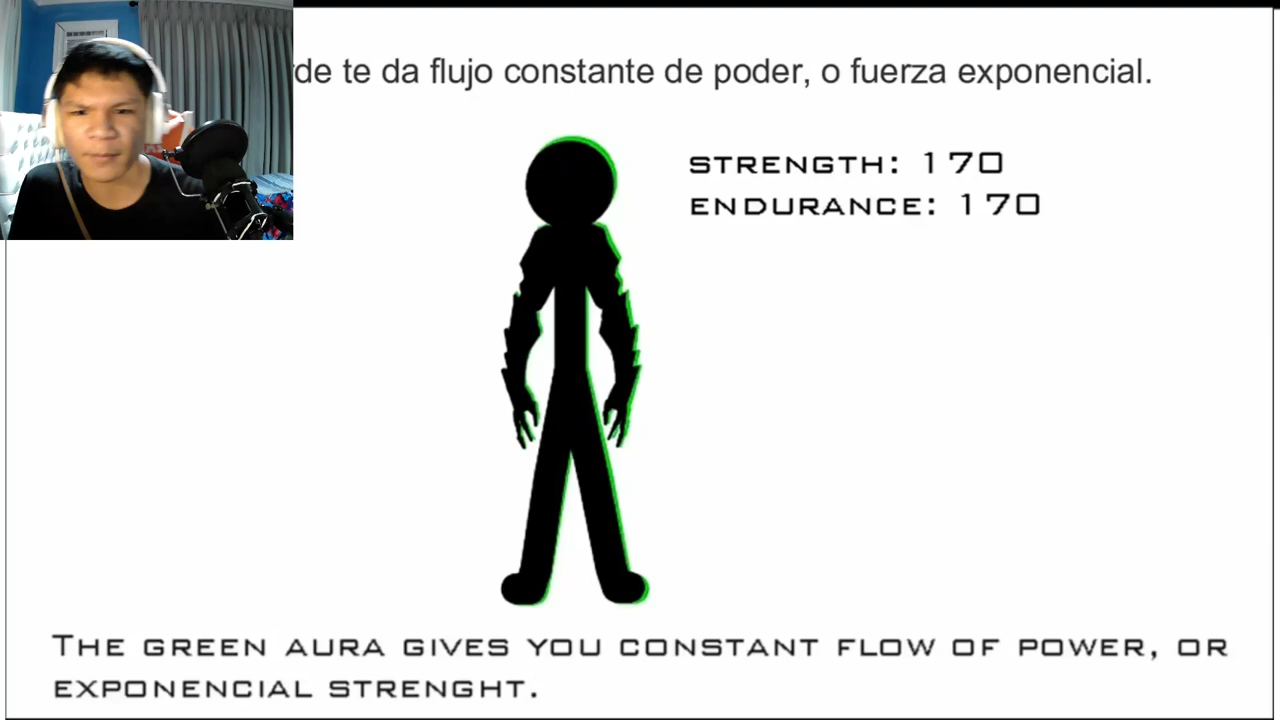 te da flujo constante de poder, o fuerza exponencial.
STRENGTH: 170
ENDURANCE: 170
THE GREEN AURA GIVES YOU CONSTANT FLOW OF POWER, OR
EXPONENCIAL STRENGHT.